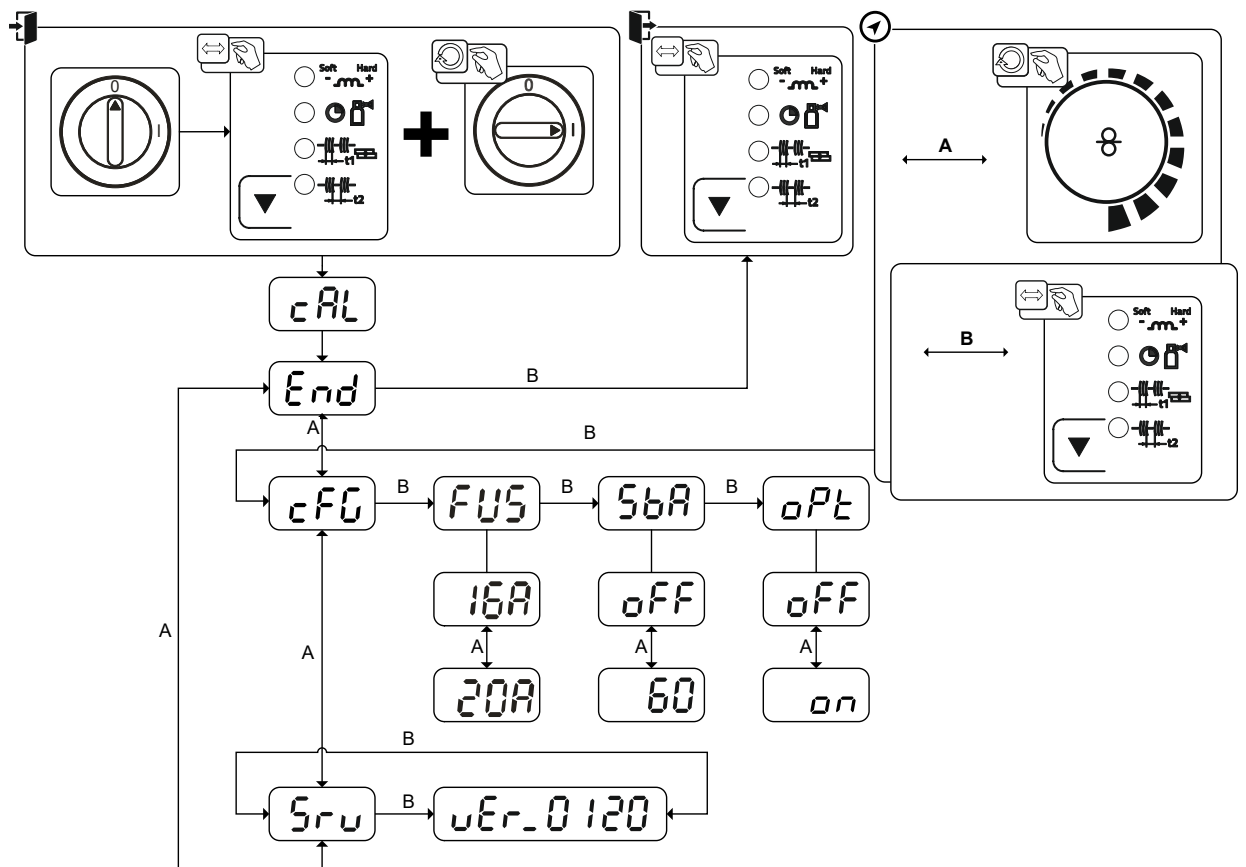 0
I
Soft Hard
- +
t1
t2
0
I
Soft Hard
- +
t1
t2
A
B
Soft Hard
- +
t1
t2
cAL
End
B
A
B
cFG
B
FUS
B
SbA
B
oPt
16A
oFF
oFF
A
A
A
A
A
20A
60
on
B
Sru
B
vEr_0120